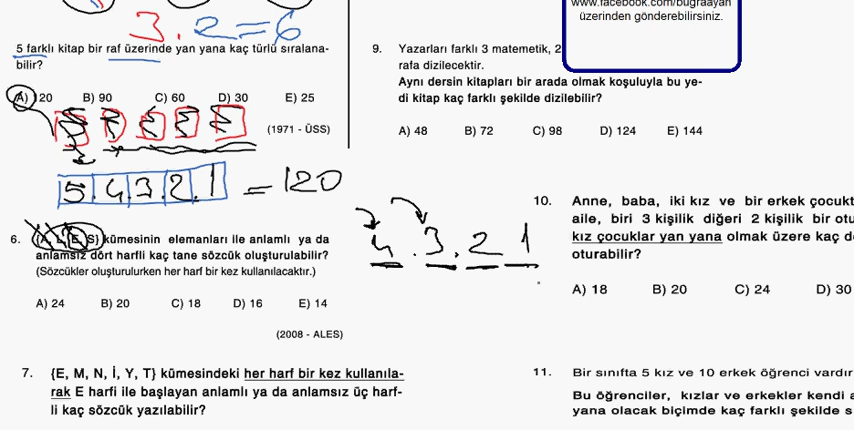 3.2=6
5 farklı kitap bir raf üzerinde yan yana kaç türlü sıralana-
bilir?
A) 120 B) 90 C) 60 D) 30 E) 25
(1971 - ÜSS)
5.4.3.2.1 = 120
6. {A, L, E, S} kümesinin elemanları ile anlamlı ya da
anlamsız dört harfli kaç tane sözcük oluşturulabilir?
(Sözcükler oluşturulurken her harf bir kez kullanılacaktır.)
A) 24 B) 20 C) 18 D) 16 E) 14
(2008 - ALES)
7. {E, M, N, İ, Y, T} kümesindeki her harf bir kez kullanıla-
rak E harfi ile başlayan anlamlı ya da anlamsız üç harf-
li kaç sözcük yazılabilir?
www.facebook.com/bugraayan
üzerinden gönderebilirsiniz.
9. Yazarları farklı 3 matemetik, 2
rafa dizilecektir.
Aynı dersin kitapları bir arada olmak koşuluyla bu ye-
di kitap kaç farklı şekilde dizilebilir?
A) 48 B) 72 C) 98 D) 124 E) 144
4.3.2 1
10. Anne, baba, iki kız ve bir erkek çocukt
aile, biri 3 kişilik diğeri 2 kişilik bir otu
kız çocuklar yan yana olmak üzere kaç d
oturabilir?
A) 18 B) 20 C) 24 D) 30
11. Bir sınıfta 5 kız ve 10 erkek öğrenci vardır
Bu öğrenciler, kızlar ve erkekler kendi a
yana olacak biçimde kaç farklı şekilde s